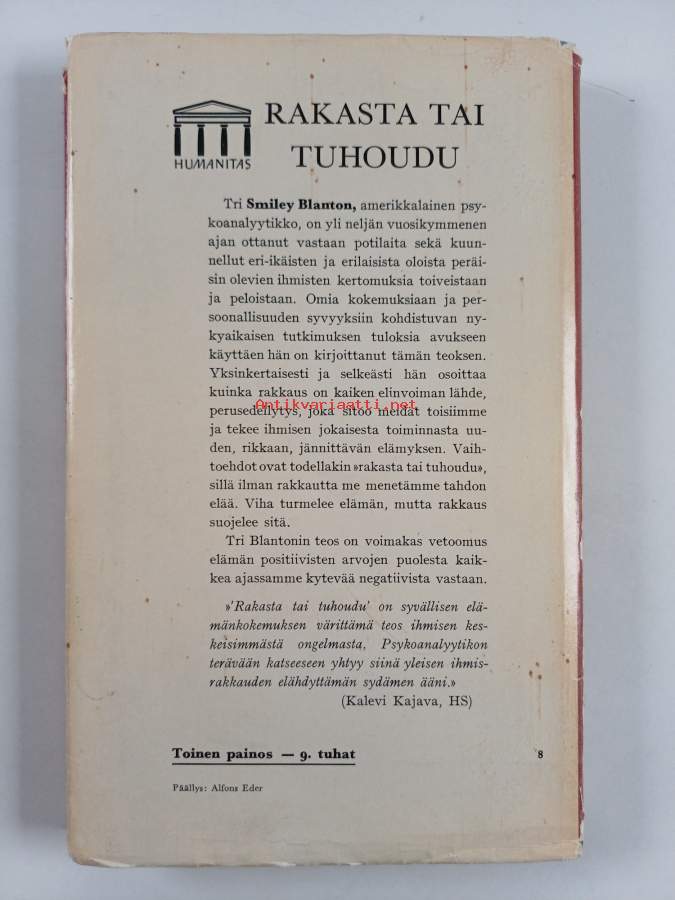 RAKASTA TAI
TUHOUDU
HUMANITAS
Tri Smiley Blanton, amerikkalainen psy-
koanalyytikko, on yli neljän vuosikymmenen
ajan ottanut vastaan potilaita sekä kuun-
nellut eri-ikäisten ja erilaisista oloista peräi-
sin olevien ihmisten kertomuksia toiveistaan
ja peloistaan. Omia kokemuksiaan ja per-
soonallisuuden syvyyksiin kohdistuvan ny-
kyaikaisen tutkimuksen tuloksia avukseen
käyttäen hän on kirjoittanut tämän teoksen.
Yksinkertaisesti ja selkeästi hän osoittaa
kuinka rakkaus on kaiken elinvoiman lähde,
Antikvariaatti.net
perusedellytys, joka sitoo meidät toisiimme
ja tekee ihmisen jokaisesta toiminnasta uu-
den, rikkaan, jännittävän elämyksen. Vaih-
toehdot ovat todellakin »rakasta tai tuhoudu»,
sillä ilman rakkautta me menetämme tahdon
elää. Viha turmelee elämän, mutta rakkaus
suojelee sitä.
Tri Blantonin teos on voimakas vetoomus
elämän positiivisten arvojen puolesta kaik-
kea ajassamme kytevää negatiivista vastaan.
»'Rakasta tai tuhoudu' on syvällisen elä-
mänkokemuksen värittämä teos ihmisen kes-
keisimmästä ongelmasta. Psykoanalyytikon
terävään katseeseen yhtyy siinä yleisen ihmis-
rakkauden elähdyttämän sydämen ääni.»
(Kalevi Kajava, HS)
Toinen painos — 9. tuhat
8
Päällys: Alfons Eder